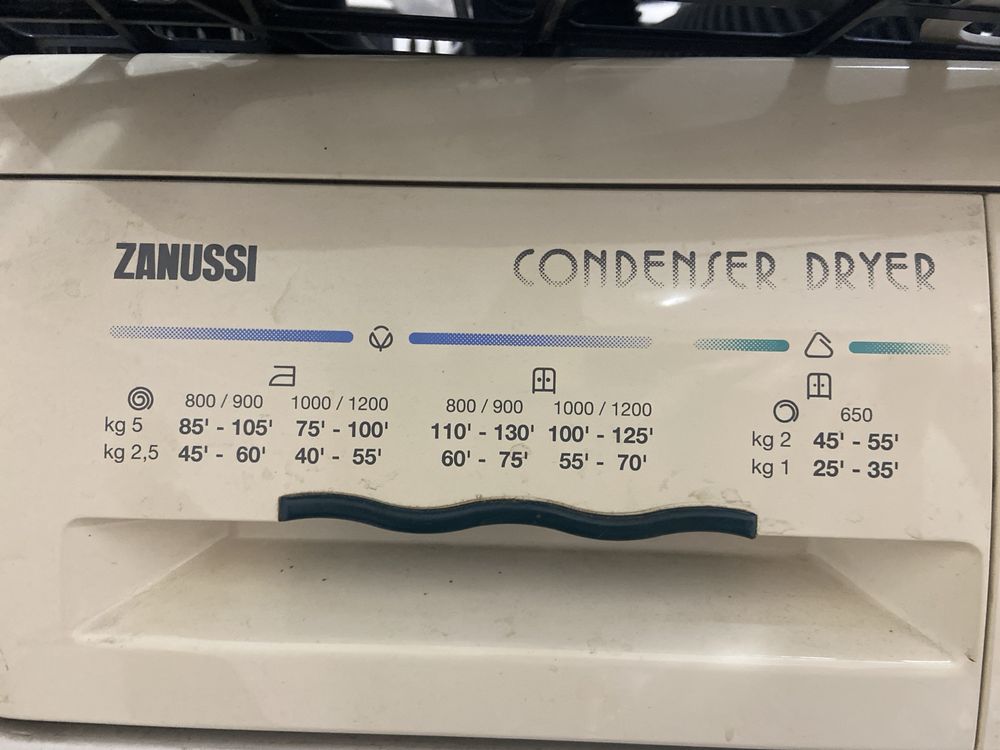 ZANUSSI
CONDENSER DRYER
800 / 900 1000 / 1200
kg 5 85' - 105' 75' - 100'
kg 2,5 45' - 60' 40' - 55'
800 / 900 1000 / 1200
110' - 130' 100' - 125'
60' - 75' 55' - 70'
650
kg 2 45' - 55'
kg 1 25' - 35'